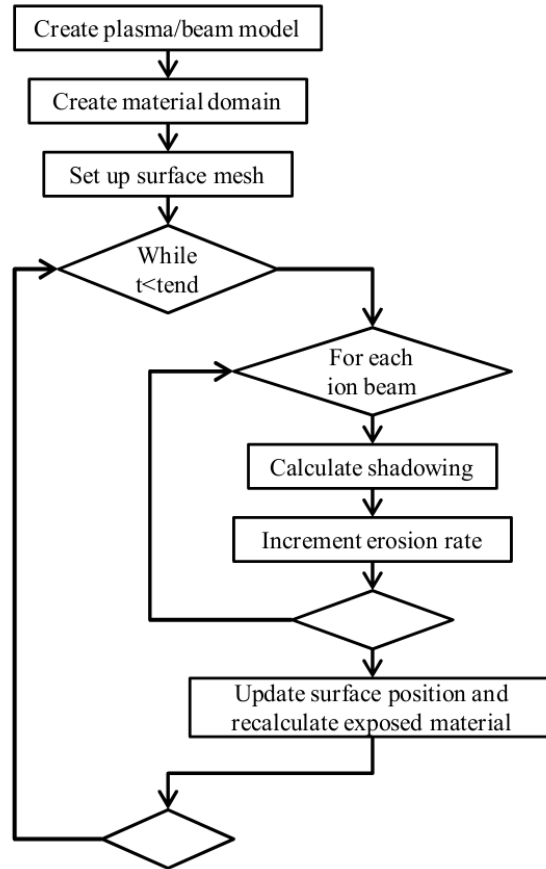 Create plasma/beam model
Create material domain
Set up surface mesh
While
t<tend
For each
ion beam
Calculate shadowing
Increment erosion rate
Update surface position and
recalculate exposed material